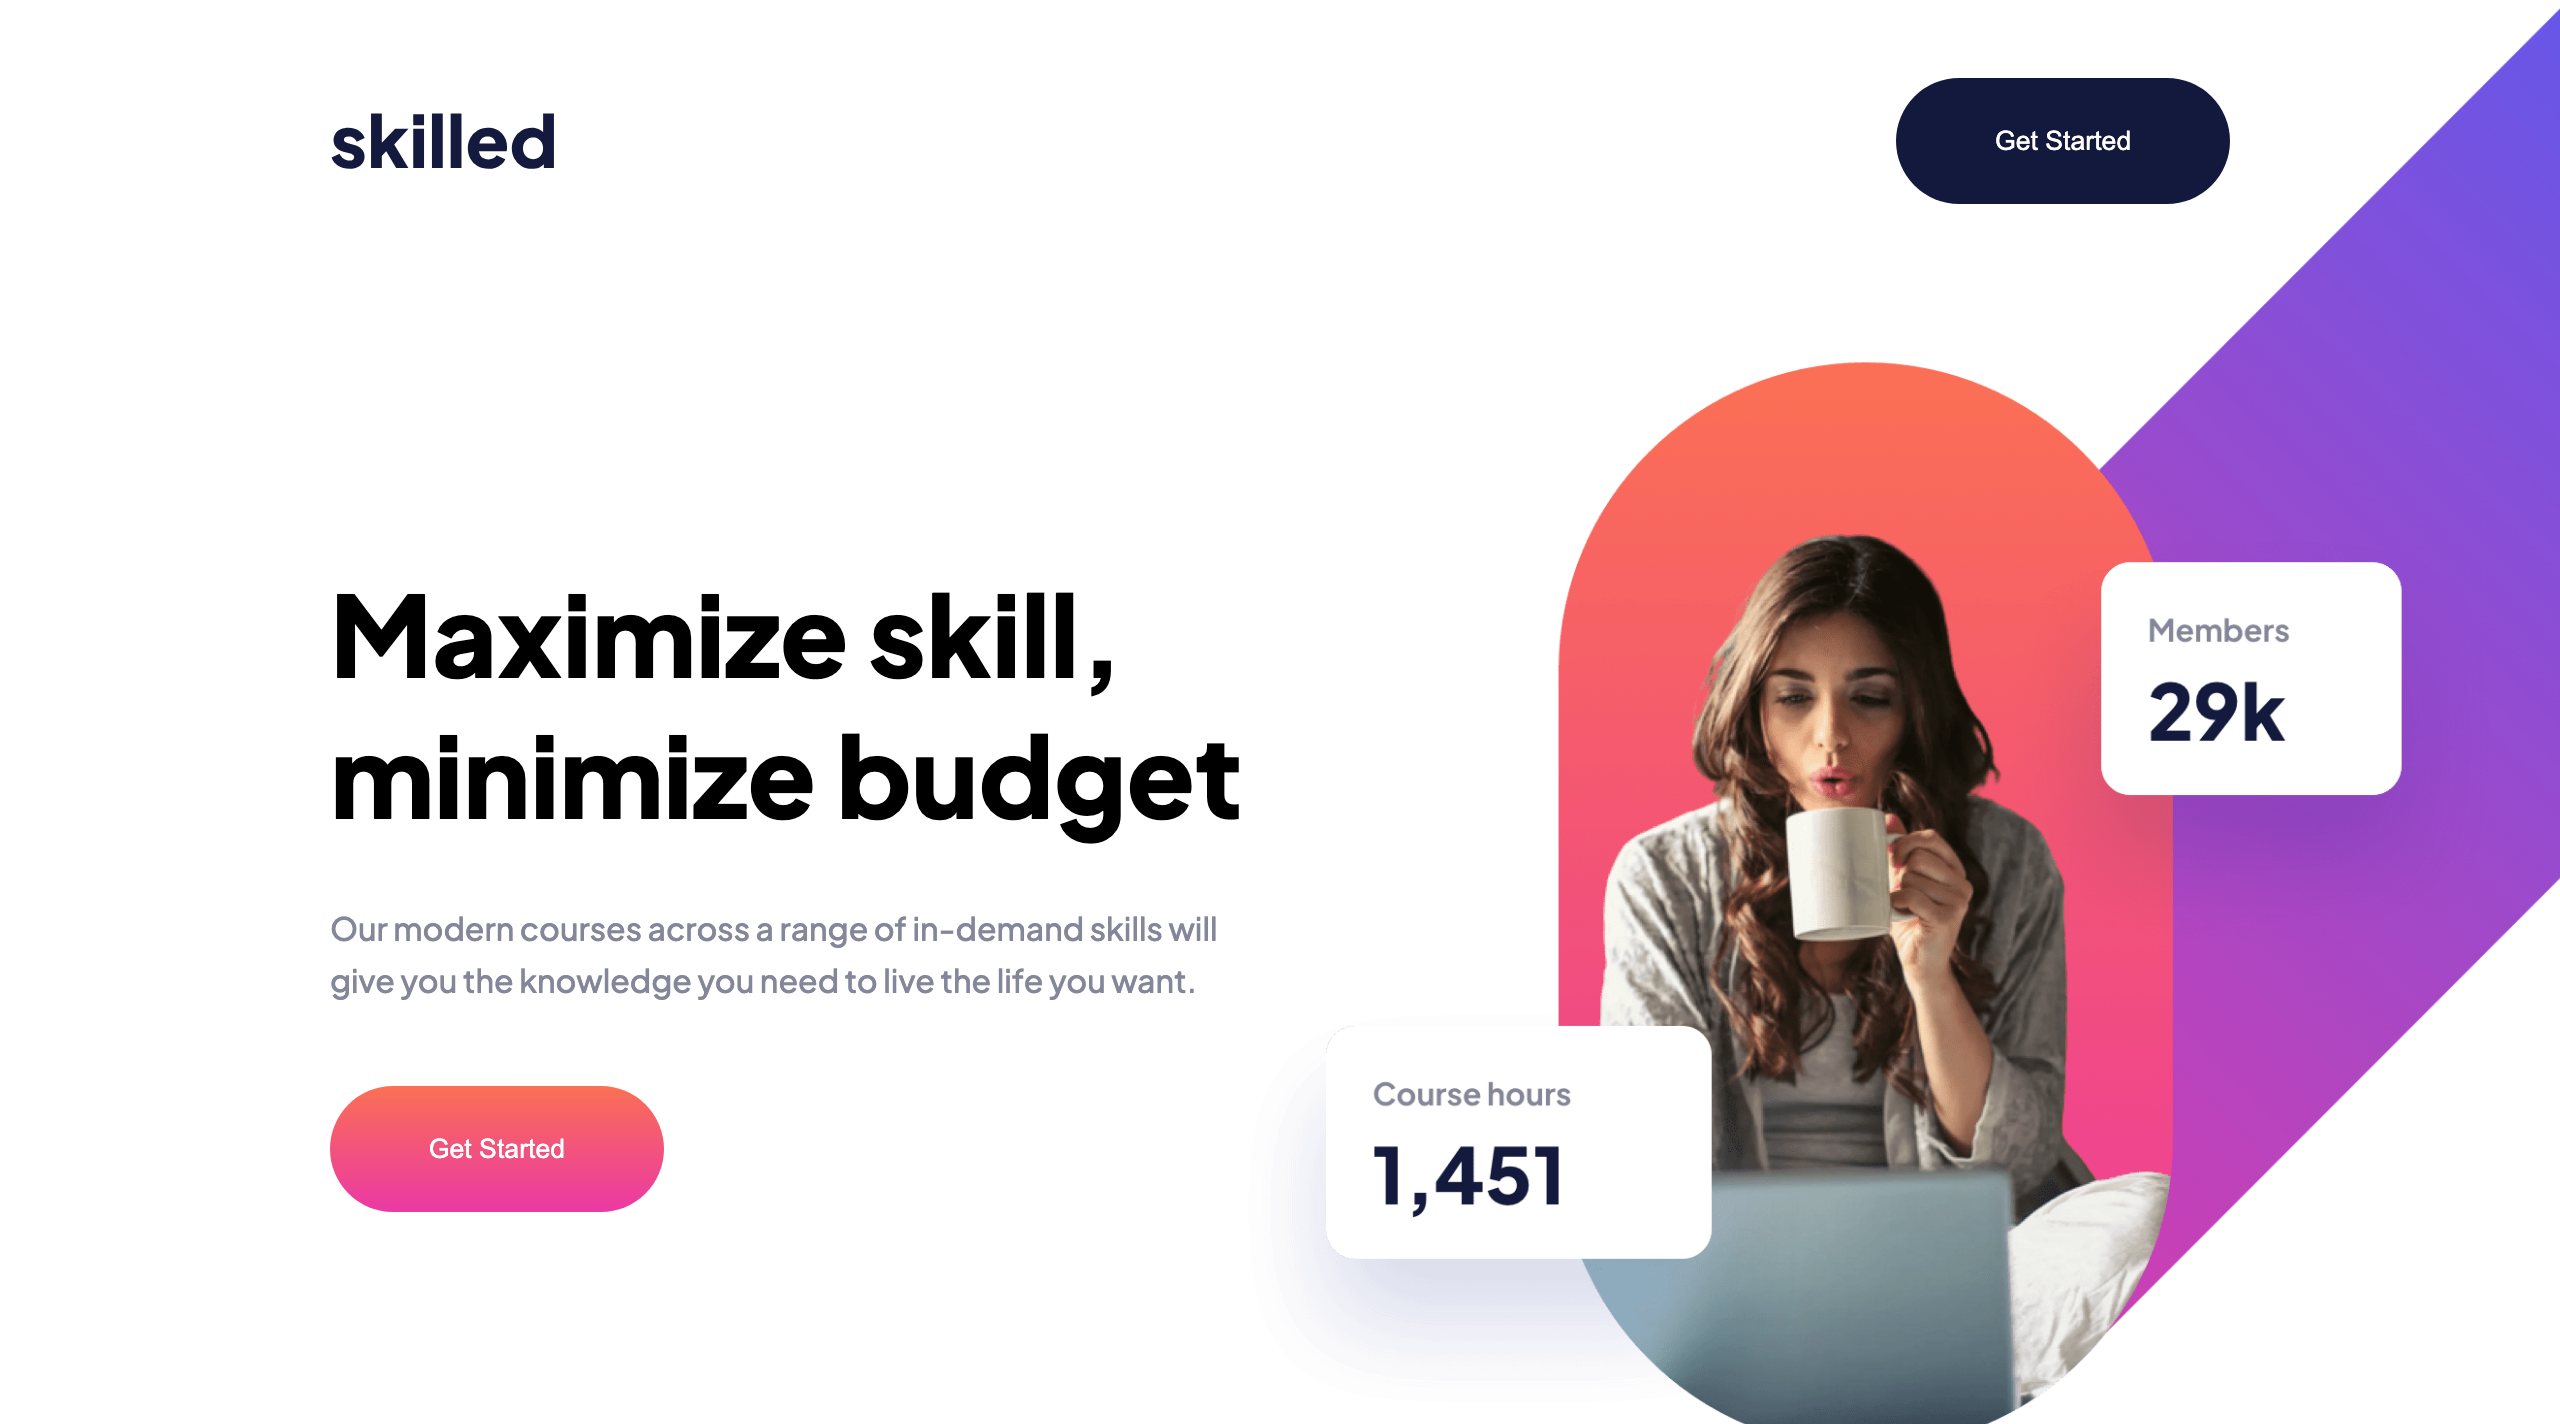 skilled
Get Started
Maximize skill,
minimize budget
Our modern courses across a range of in-demand skills will
give you the knowledge you need to live the life you want.
Get Started
Members
29k
Course hours
1,451